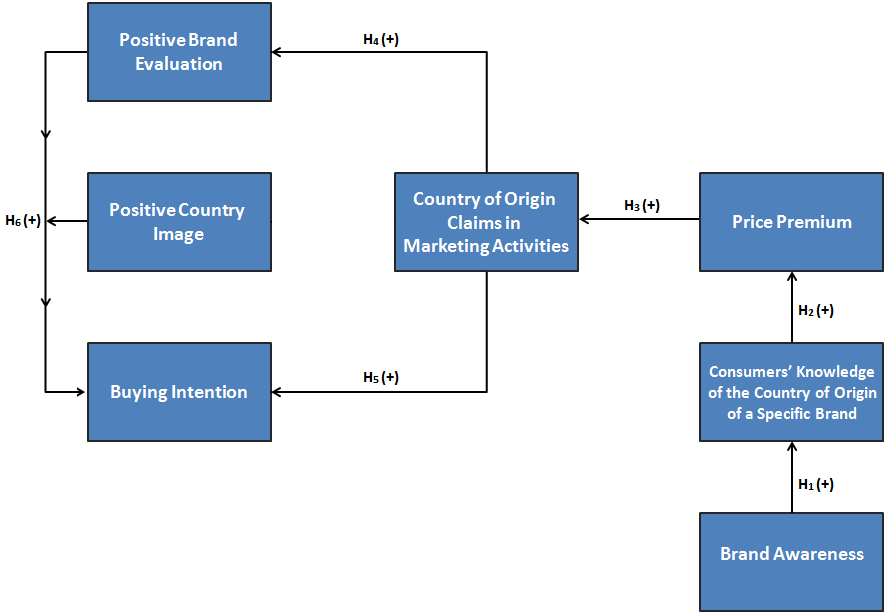 Positive Brand
Evaluation
H₄ (+)
Positive Country
Image
H₆ (+)
Country of Origin
Claims in
Marketing Activities
H₃ (+)
Price Premium
H₂ (+)
Buying Intention
H₅ (+)
Consumers’ Knowledge
of the Country of Origin
of a Specific Brand
H₁ (+)
Brand Awareness